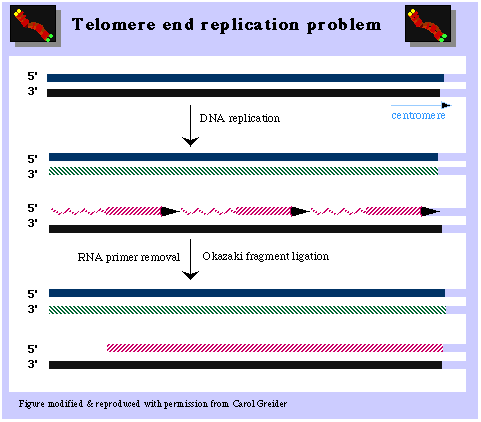 Telomere end replication problem
5'
3'
centromere
DNA replication
5'
3'
5'
3'
RNA primer removal Okazaki fragment ligation
5'
3'
5'
3'
Figure modified & reproduced with permission from Carol Greider